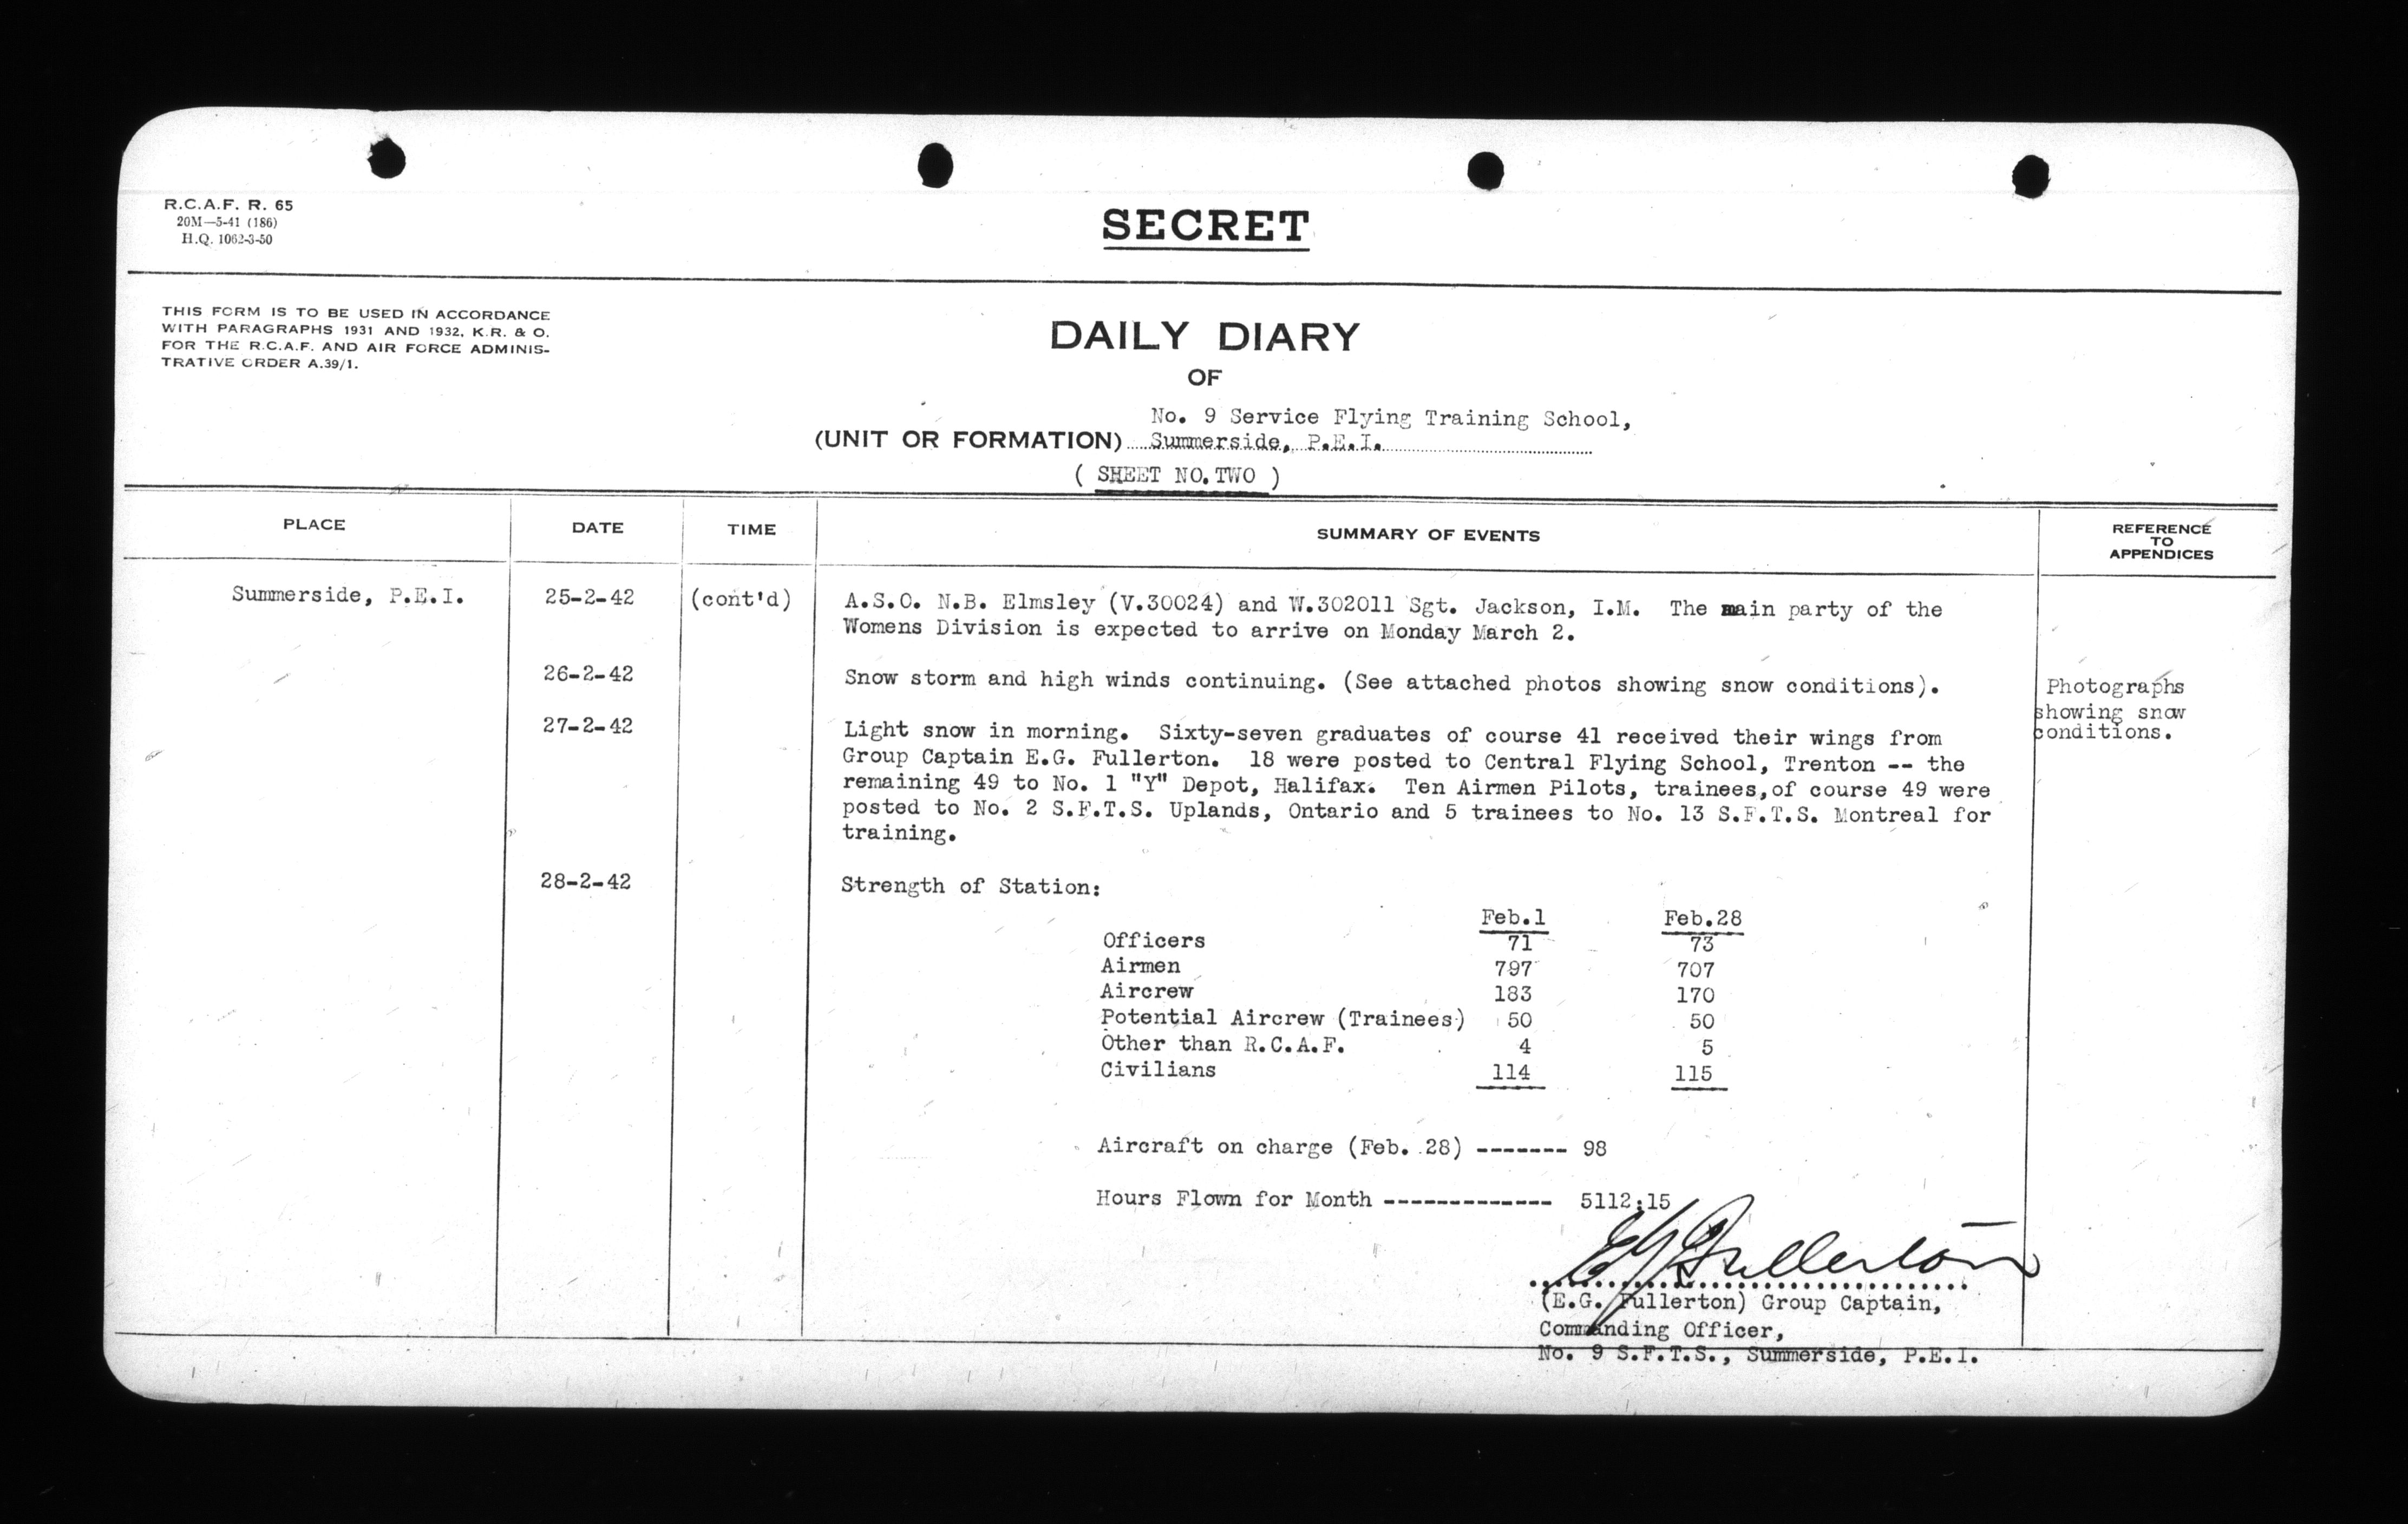 R.C.A.F. R. 65
20M—5-41 (186)
H.Q. 1062-3-50
SECRET
THIS FORM IS TO BE USED IN ACCORDANCE
WITH PARAGRAPHS 1931 AND 1932, K.R. & O.
FOR THE R.C.A.F. AND AIR FORCE ADMINIS-
TRATIVE ORDER A.39/1.
DAILY DIARY
OF
No. 9 Service Flying Training School,
(UNIT OR FORMATION) Summerside, P.E.I.
( SHEET NO. TWO )
PLACE DATE TIME SUMMARY OF EVENTS REFERENCE TO APPENDICES
Summerside, P.E.I. 25-2-42 (cont'd) A.S.O. N.B. Elmsley (V.30024) and W.302011 Sgt. Jackson, I.M. The main party of the
Womens Division is expected to arrive on Monday March 2.
26-2-42 Snow storm and high winds continuing. (See attached photos showing snow conditions). Photographs
showing snow
conditions.
27-2-42 Light snow in morning. Sixty-seven graduates of course 41 received their wings from
Group Captain E.G. Fullerton. 18 were posted to Central Flying School, Trenton -- the
remaining 49 to No. 1 "Y" Depot, Halifax. Ten Airmen Pilots, trainees,of course 49 were
posted to No. 2 S.F.T.S. Uplands, Ontario and 5 trainees to No. 13 S.F.T.S. Montreal for
training.
28-2-42 Strength of Station:
Feb.1 Feb.28
Officers 71 73
Airmen 797 707
Aircrew 183 170
Potential Aircrew (Trainees) 50 50
Other than R.C.A.F. 4 5
Civilians 114 115
Aircraft on charge (Feb. 28) ------- 98
Hours Flown for Month ------------- 5112:15
EG Fullerton
(E.G. Fullerton) Group Captain,
Commanding Officer,
No. 9 S.F.T.S., Summerside, P.E.I.